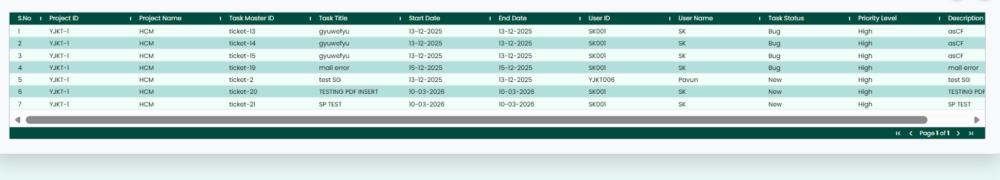 S.No Project ID Project Name Task Master ID Task Title Start Date End Date User ID User Name Task Status Priority Level Description
1 YJKT-1 HCM ticket-13 gyuwefyu 13-12-2025 13-12-2025 SK001 SK Bug High asCF
2 YJKT-1 HCM ticket-14 gyuwefyu 13-12-2025 13-12-2025 SK001 SK Bug High asCF
3 YJKT-1 HCM ticket-15 gyuwefyu 13-12-2025 13-12-2025 SK001 SK Bug High asCF
4 YJKT-1 HCM ticket-19 mail error 15-12-2025 15-12-2025 SK001 SK Bug High mail error
5 YJKT-1 HCM ticket-2 test SG 13-12-2025 13-12-2025 YJKT006 Pavun New High test SG
6 YJKT-1 HCM ticket-20 TESTING PDF INSERT 10-03-2026 10-03-2026 SK001 SK New High TESTING PDF
7 YJKT-1 HCM ticket-21 SP TEST 10-03-2026 10-03-2026 SK001 SK New High SP TEST
Page 1 of 1